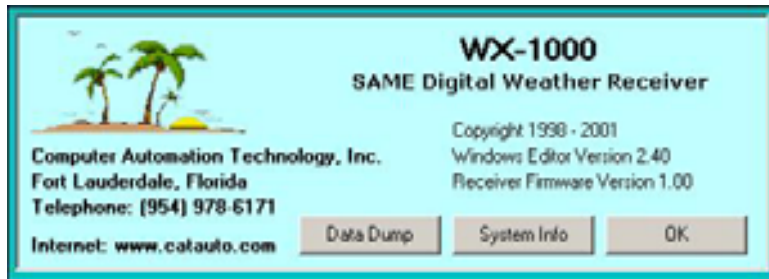 WX-1000
SAME Digital Weather Receiver
Copyright 1998 - 2001
Windows Editor Version 2.40
Receiver Firmware Version 1.00
Computer Automation Technology, Inc.
Fort Lauderdale, Florida
Telephone: (954) 978-6171
Internet: www.catauto.com
Data Dump
System Info
OK